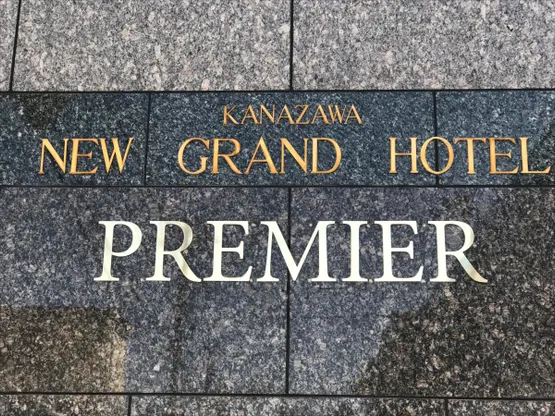 KANAZAWA
NEW GRAND HOTEL
PREMIER